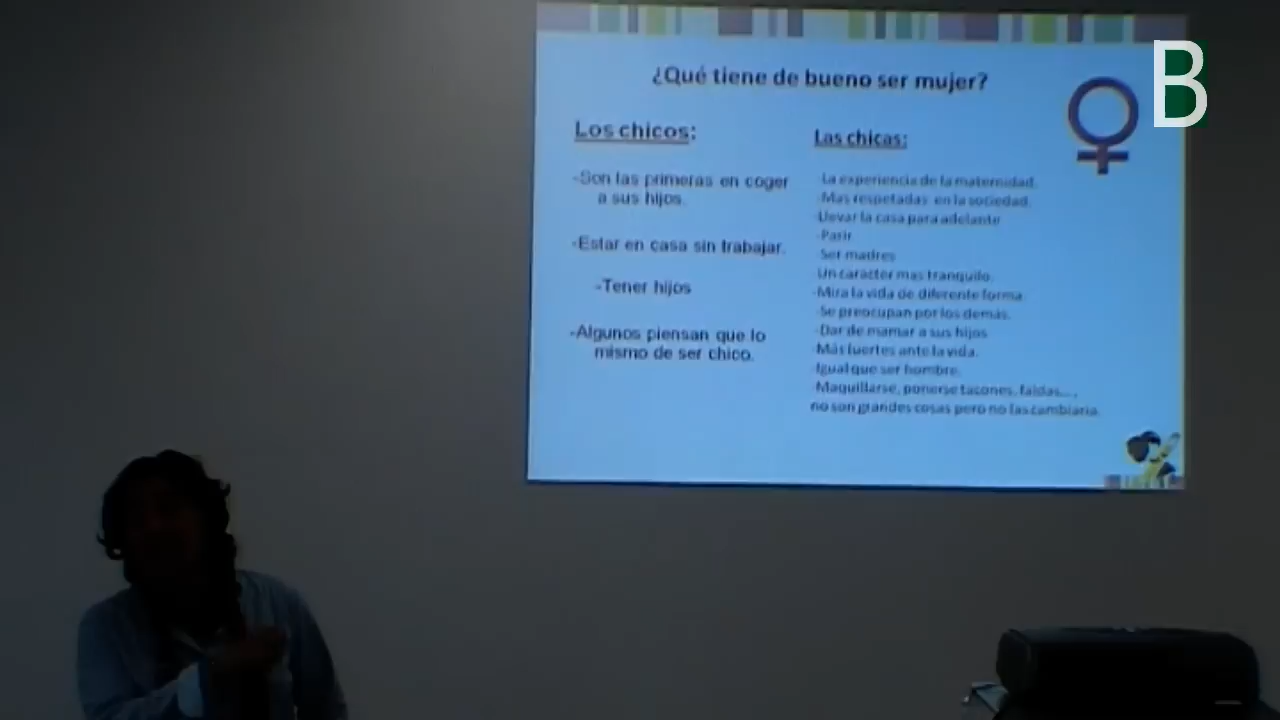 ¿Qué tiene de bueno ser mujer?
B
Los chicos:
-Son las primeras en coger
a sus hijos.
-Estar en casa sin trabajar.
-Tener hijos
-Algunos piensan que lo
mismo de ser chico.
Las chicas:
-La experiencia de la maternidad.
-Mas respetadas en la sociedad.
-Llevar la casa para adelante
-Parir
-Ser madres
-Un caracter mas tranquilo.
-Mira la vida de diferente forma
-Se preocupan por los demás.
-Dar de mamar a sus hijos
-Más fuertes ante la vida.
-Igual que ser hombre.
-Maquillarse, ponerse tacones, faldas...,
no son grandes cosas pero no las cambiaria.